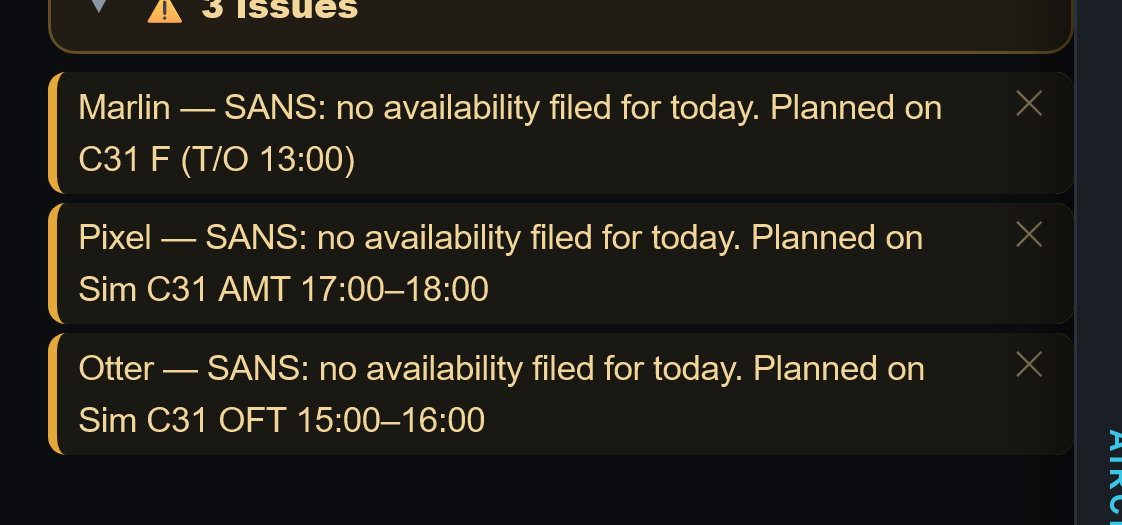 3 Issues
Marlin — SANS: no availability filed for today. Planned on
C31 F (T/O 13:00)
Pixel — SANS: no availability filed for today. Planned on
Sim C31 AMT 17:00–18:00
Otter — SANS: no availability filed for today. Planned on
Sim C31 OFT 15:00–16:00